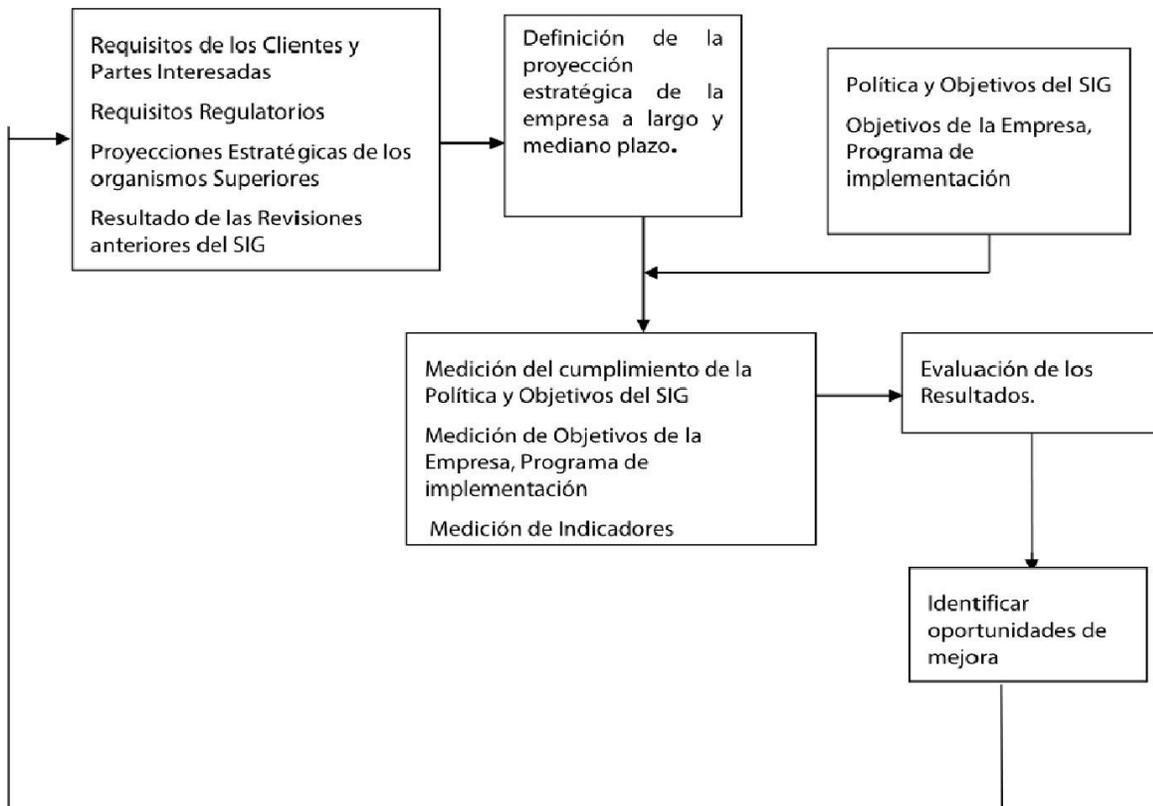 Requisitos de los Clientes y
Partes Interesadas
Requisitos Regulatorios
Proyecciones Estratégicas de los
organismos Superiores
Resultado de las Revisiones
anteriores del SIG
Definición de la
proyección
estratégica de la
empresa a largo y
mediano plazo.
Política y Objetivos del SIG
Objetivos de la Empresa,
Programa de
implementación
Medición del cumplimiento de la
Política y Objetivos del SIG
Medición de Objetivos de la
Empresa, Programa de
implementación
Medición de Indicadores
Evaluación de los
Resultados.
Identificar
oportunidades de
mejora